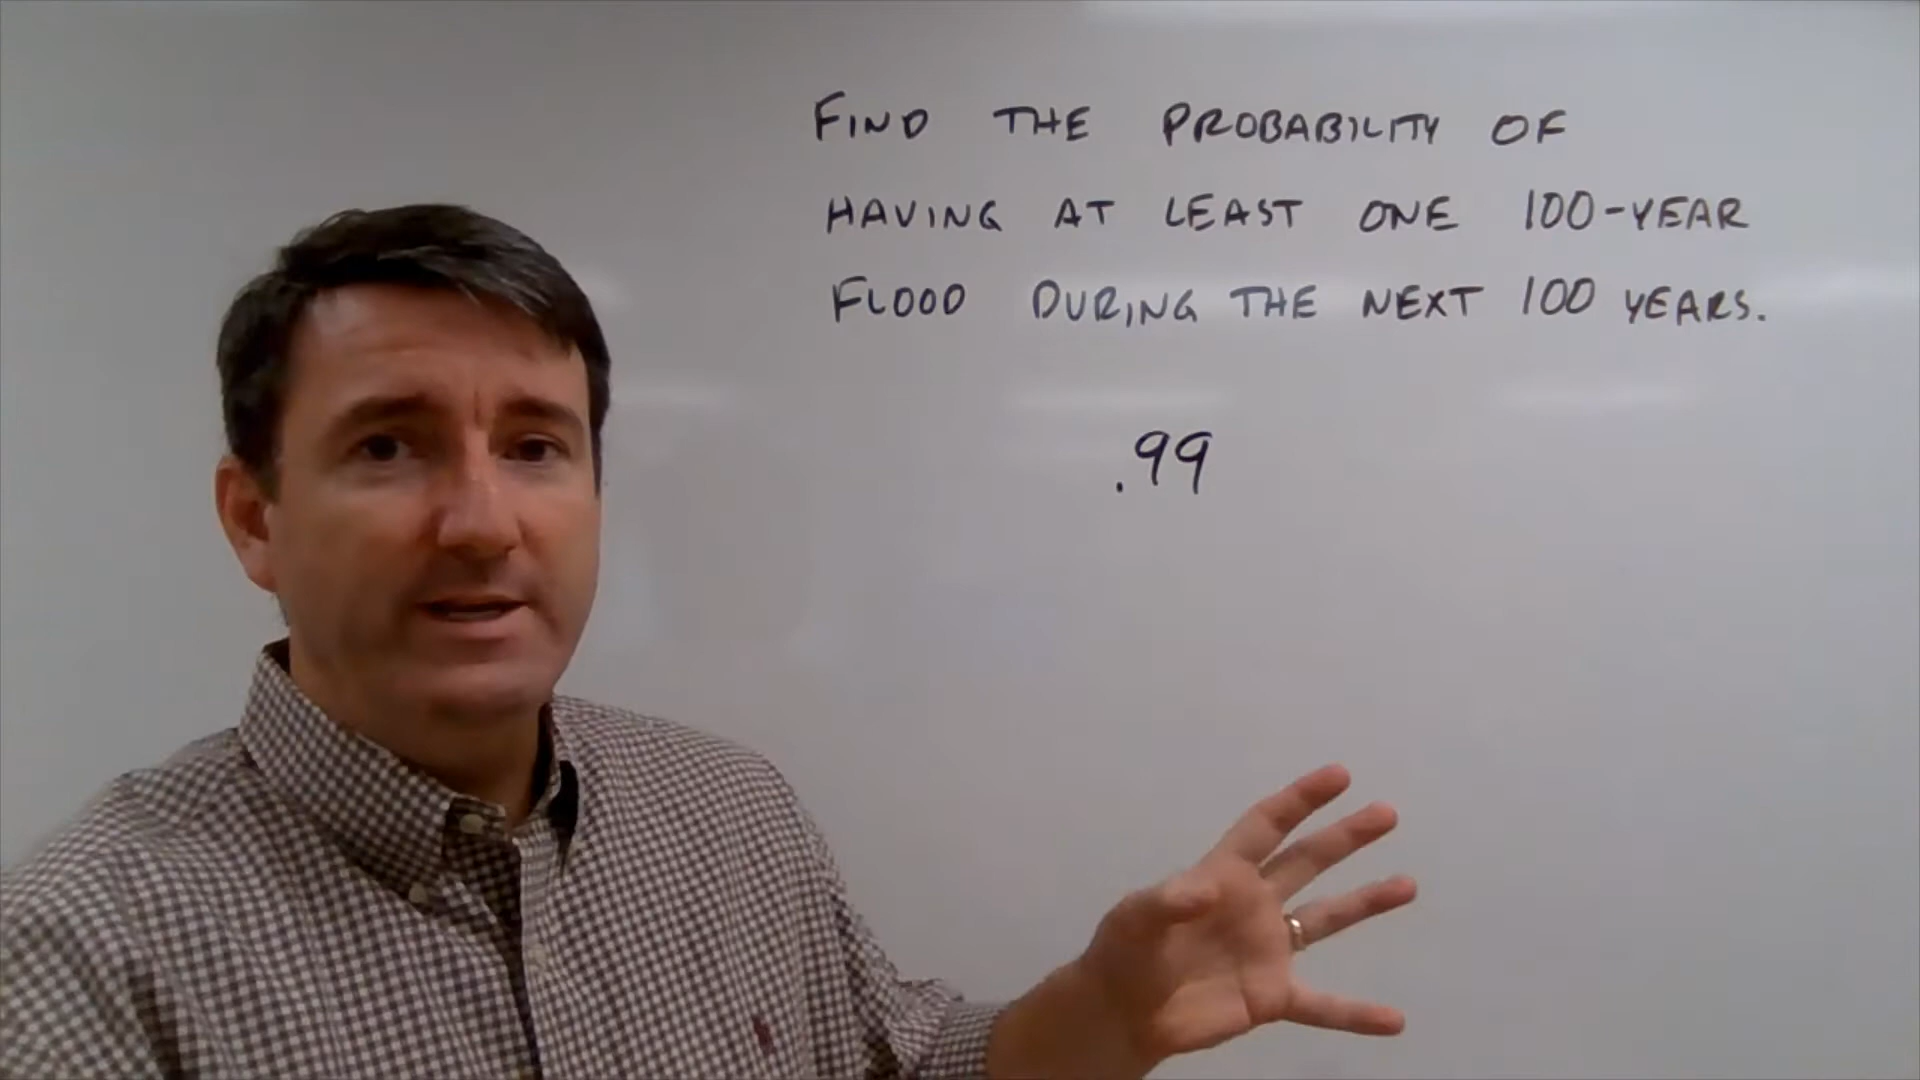 FIND THE PROBABILITY OF
HAVING AT LEAST ONE 100-YEAR
FLOOD DURING THE NEXT 100 YEARS.
.99